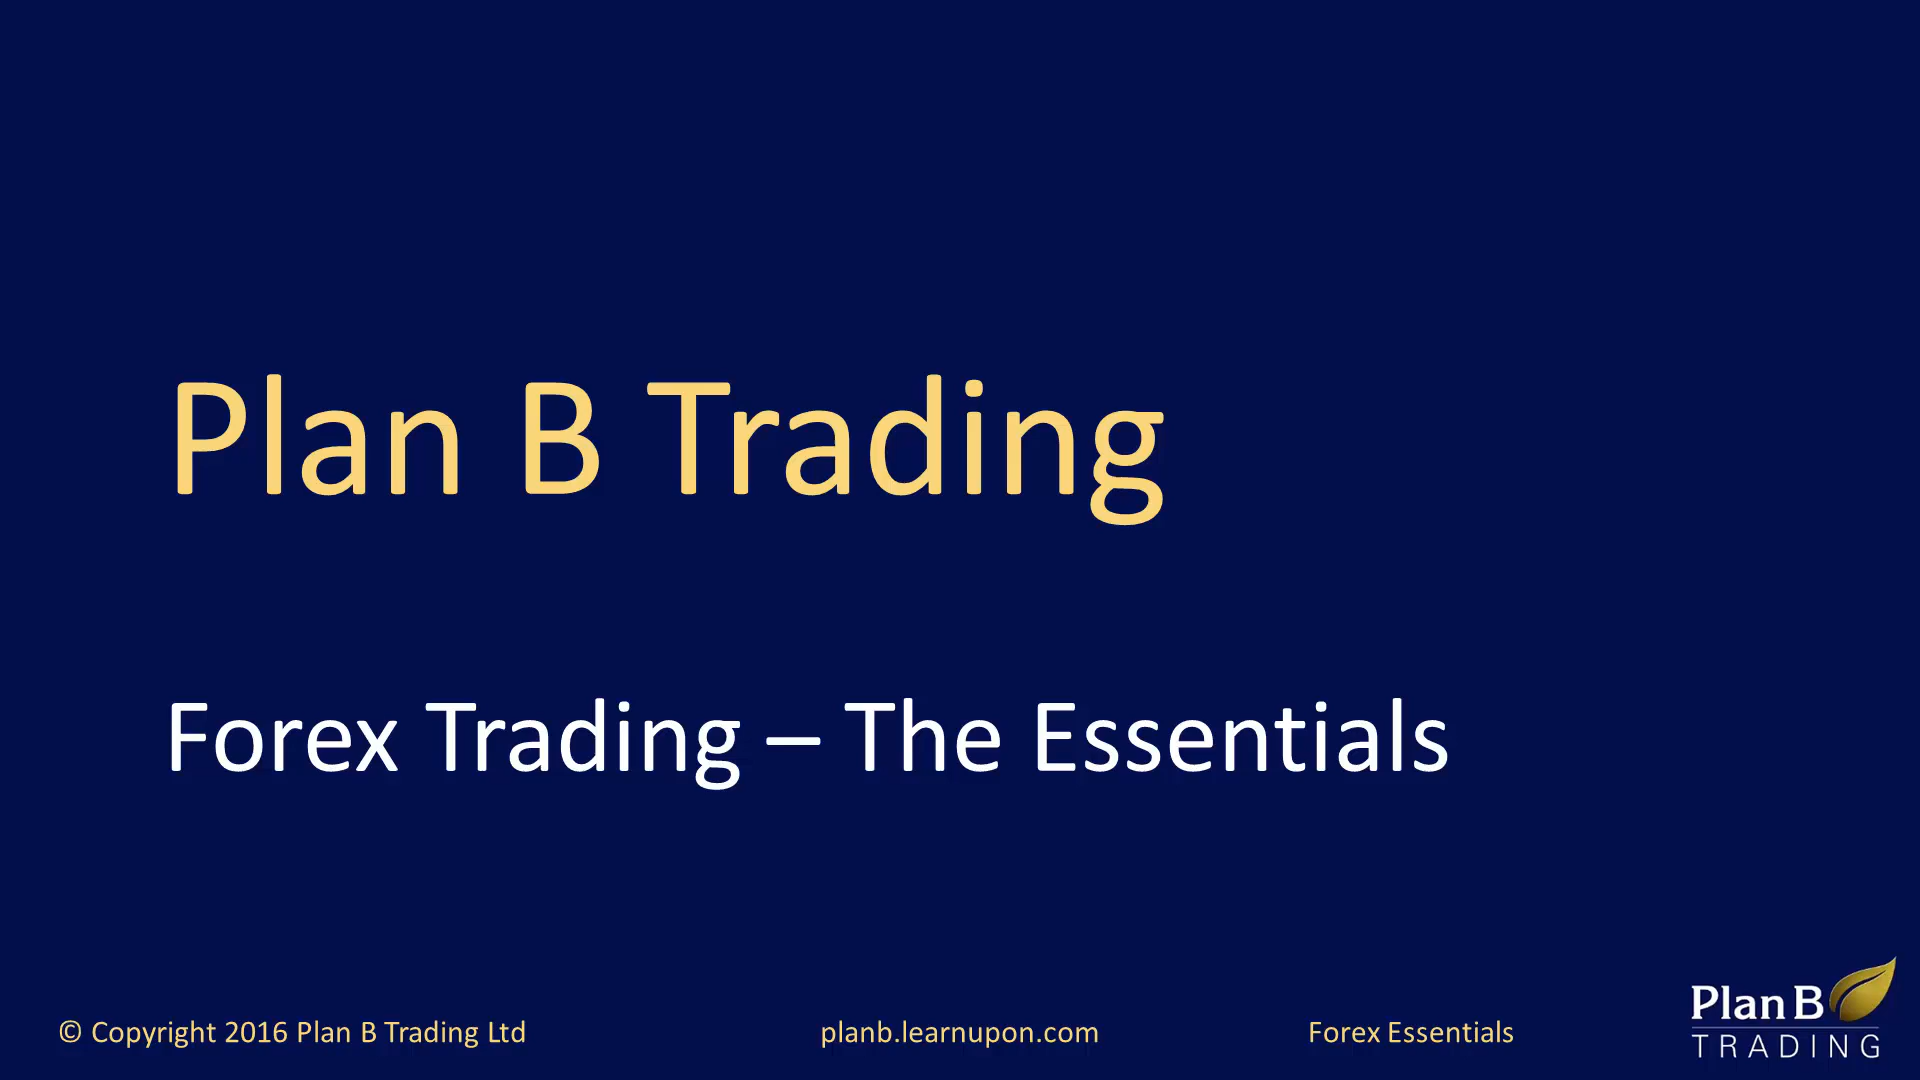 Plan B Trading
Forex Trading – The Essentials
© Copyright 2016 Plan B Trading Ltd
planb.learnupon.com
Forex Essentials
Plan B
TRADING